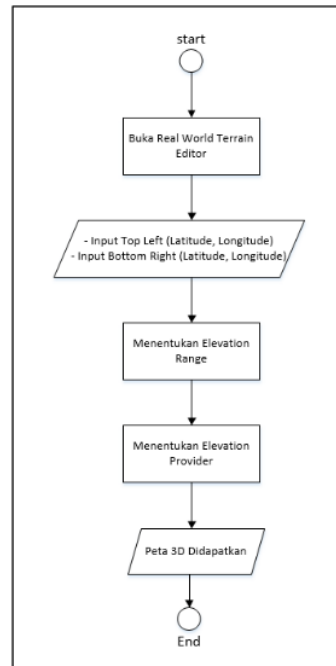 start
Buka Real World Terrain
Editor
- Input Top Left (Latitude, Longitude)
- Input Bottom Right (Latitude, Longitude)
Menentukan Elevation
Range
Menentukan Elevation
Provider
Peta 3D Didapatkan
End